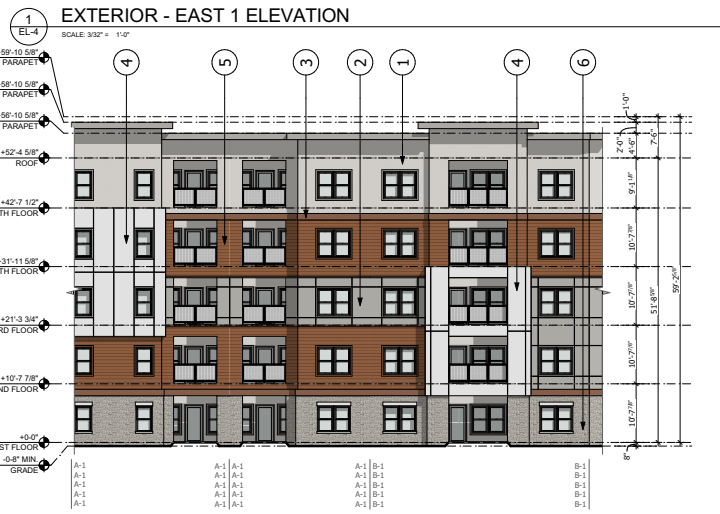 1
EL-4
EXTERIOR - EAST 1 ELEVATION
SCALE: 3/32" = 1'-0"
4
5
3
2
1
4
6
+59'-10 5/8"
PARAPET
+58'-10 5/8"
PARAPET
+56'-10 5/8"
PARAPET
+52'-4 5/8"
ROOF
+42'-7 1/2"
TH FLOOR
+31'-11 5/8"
TH FLOOR
+21'-3 3/4"
RD FLOOR
+10'-7 7/8"
ND FLOOR
+0-0"
ST FLOOR
-0-8" MIN.
GRADE
1'-0"
2'-0"
4'-6"
7'-6"
9'-1 1/8"
10'-7 7/8"
10'-7 7/8"
10'-7 7/8"
10'-7 7/8"
8"
51'-8 5/8"
A-1 A-1 A-1 A-1 B-1 B-1
A-1 A-1 A-1 A-1 B-1 B-1
A-1 A-1 A-1 A-1 B-1 B-1
A-1 A-1 A-1 A-1 B-1 B-1
A-1 A-1 A-1 A-1 B-1 B-1